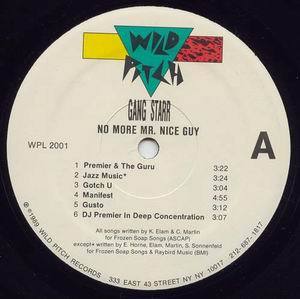 WILD
PITCH
GANG STARR
NO MORE MR. NICE GUY
WPL 2001
A
1 Premier & The Guru 3:22
2 Jazz Music* 3:29
3 Gotch U 3:04
4 Manifest 4:55
5 Gusto 5:12
6 DJ Premier In Deep Concentration 3:07
All songs written by K. Elam & C. Martin
for Frozen Soap Songs (ASCAP)
except* written by E. Horne, Elam, Martin, S. Sonnenfeld
for Frozen Soap Songs & Raybird Music (BMI)
℗©1989 WILD PITCH RECORDS 333 EAST 43 STREET NY NY 10017 212-687-1817